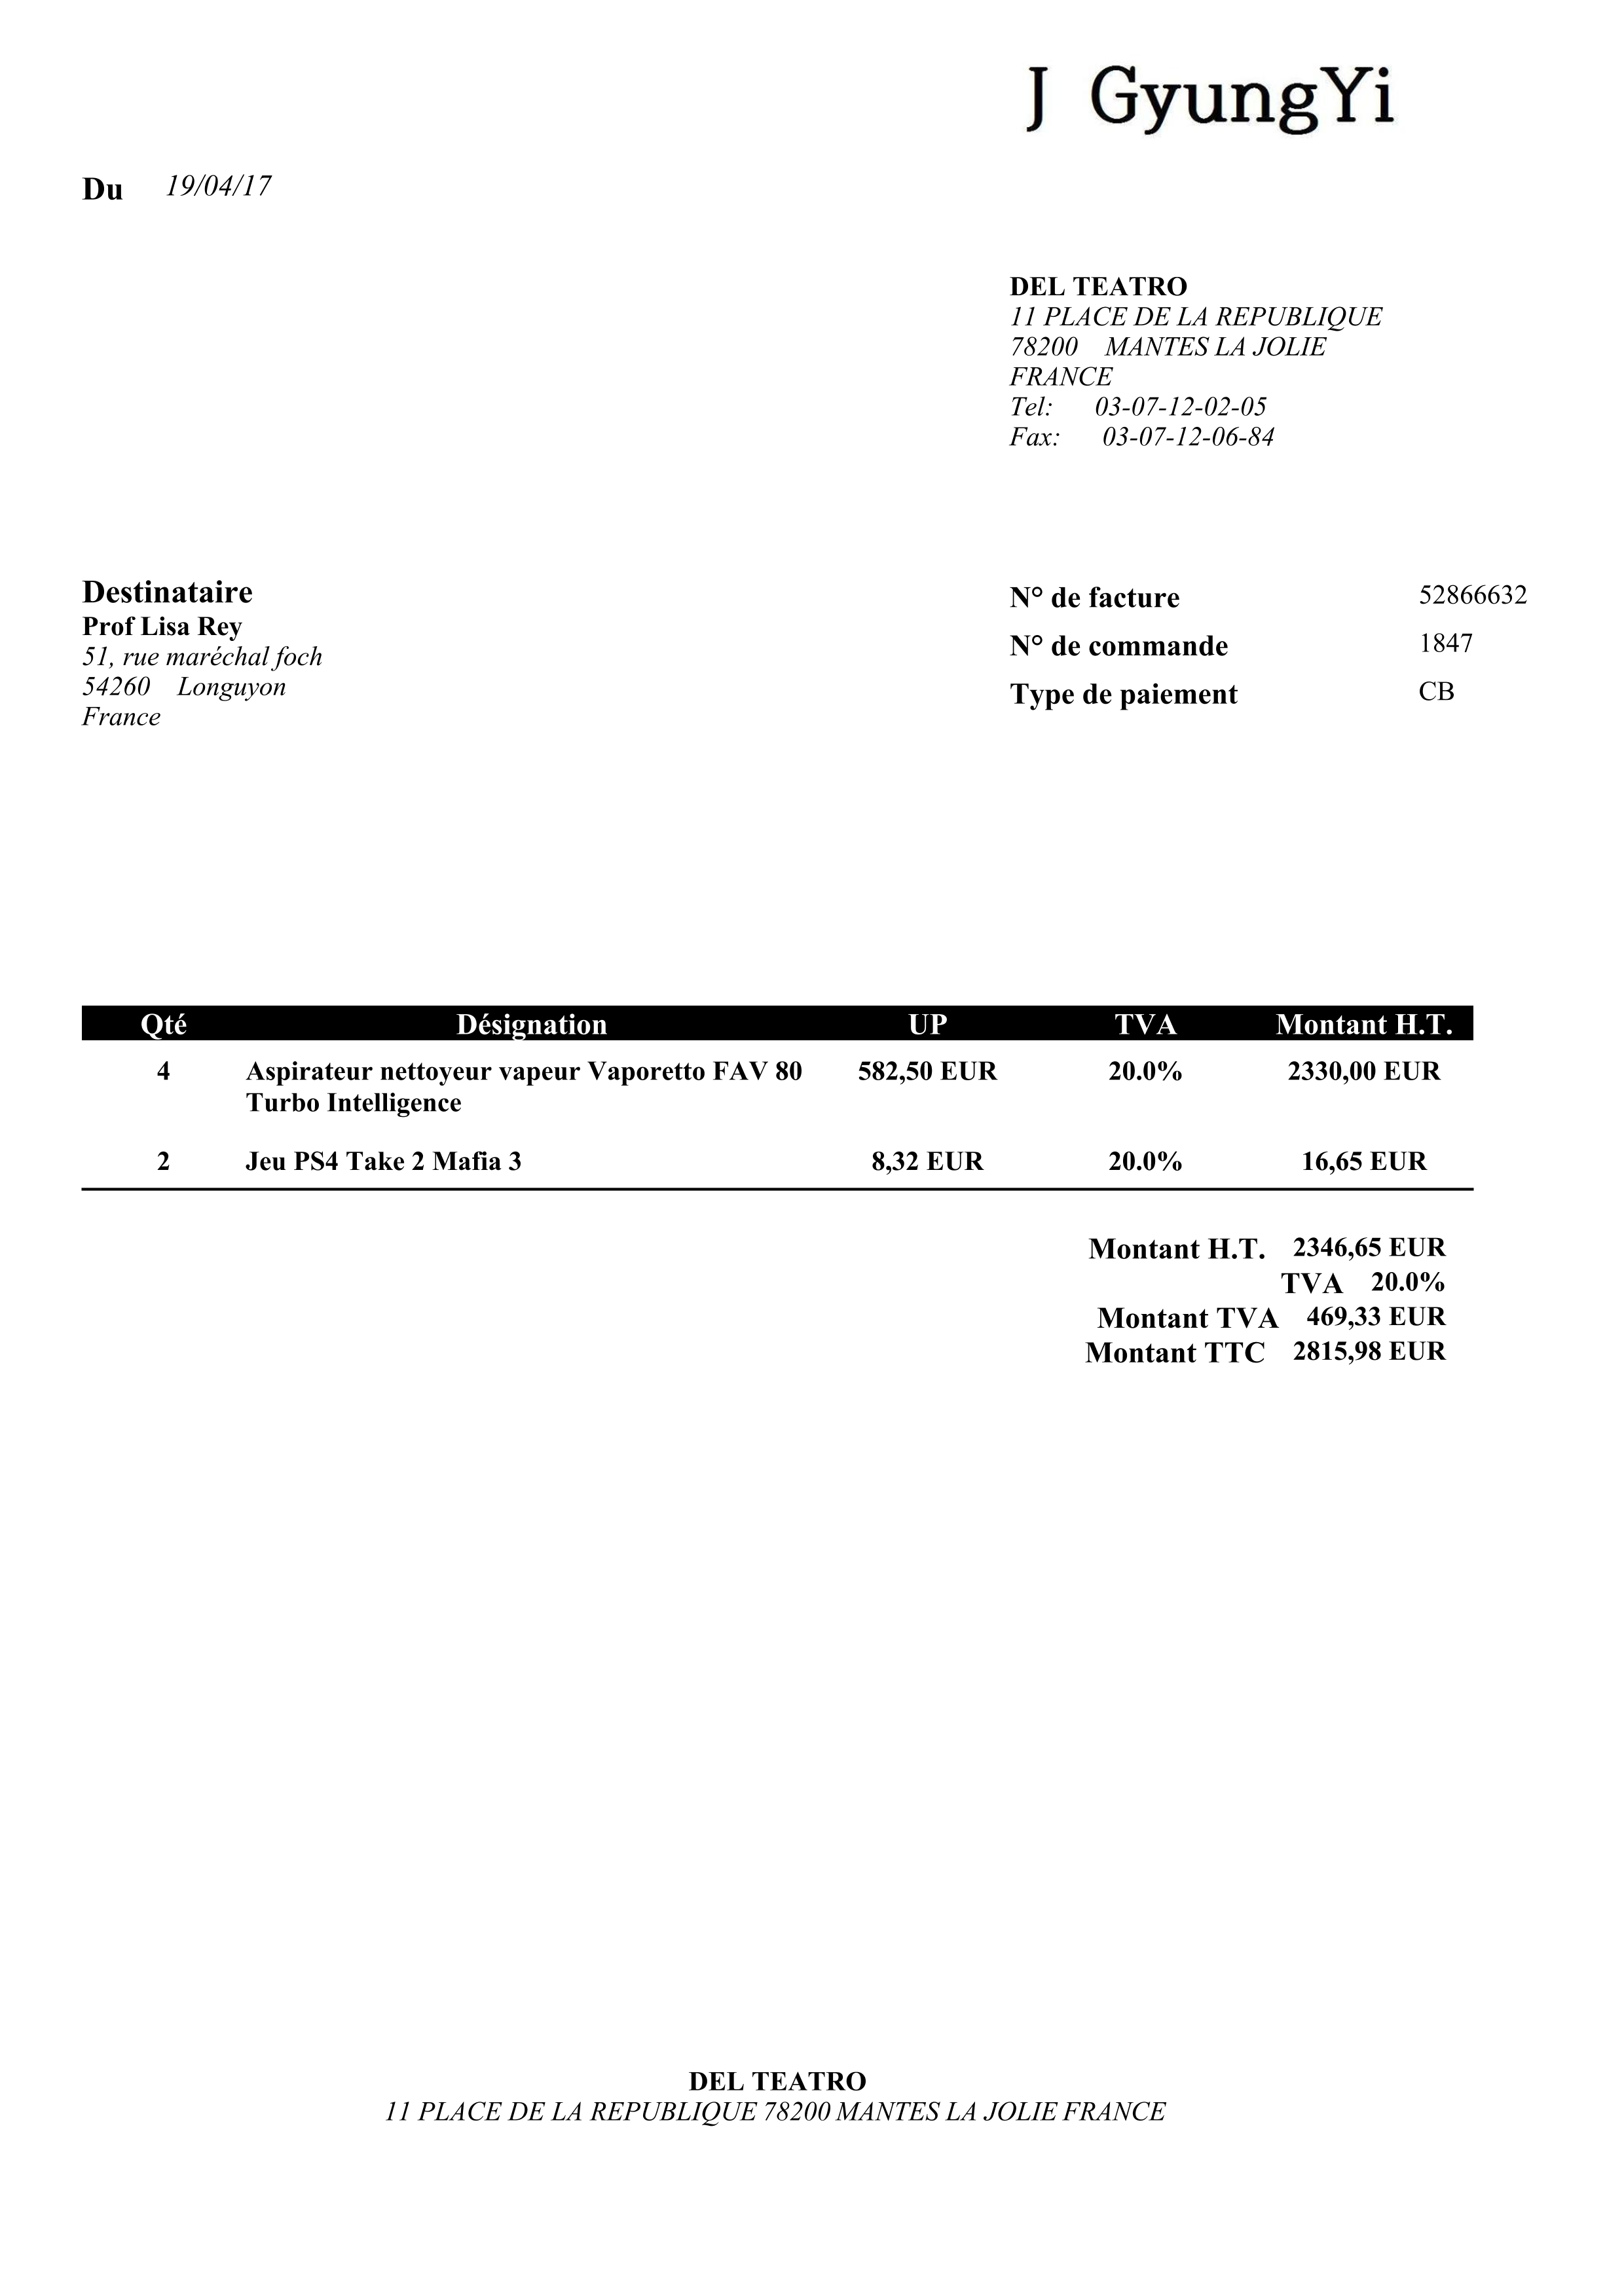 J GyungYi
Du 19/04/17
DEL TEATRO
11 PLACE DE LA REPUBLIQUE
78200 MANTES LA JOLIE
FRANCE
Tel: 03-07-12-02-05
Fax: 03-07-12-06-84
Destinataire
Prof Lisa Rey
51, rue maréchal foch
54260 Longuyon
France
N° de facture 52866632
N° de commande 1847
Type de paiement CB
Qté Désignation UP TVA Montant H.T.
4 Aspirateur nettoyeur vapeur Vaporetto FAV 80 582,50 EUR 20.0% 2330,00 EUR
Turbo Intelligence
2 Jeu PS4 Take 2 Mafia 3 8,32 EUR 20.0% 16,65 EUR
Montant H.T. 2346,65 EUR
TVA 20.0%
Montant TVA 469,33 EUR
Montant TTC 2815,98 EUR
DEL TEATRO
11 PLACE DE LA REPUBLIQUE 78200 MANTES LA JOLIE FRANCE